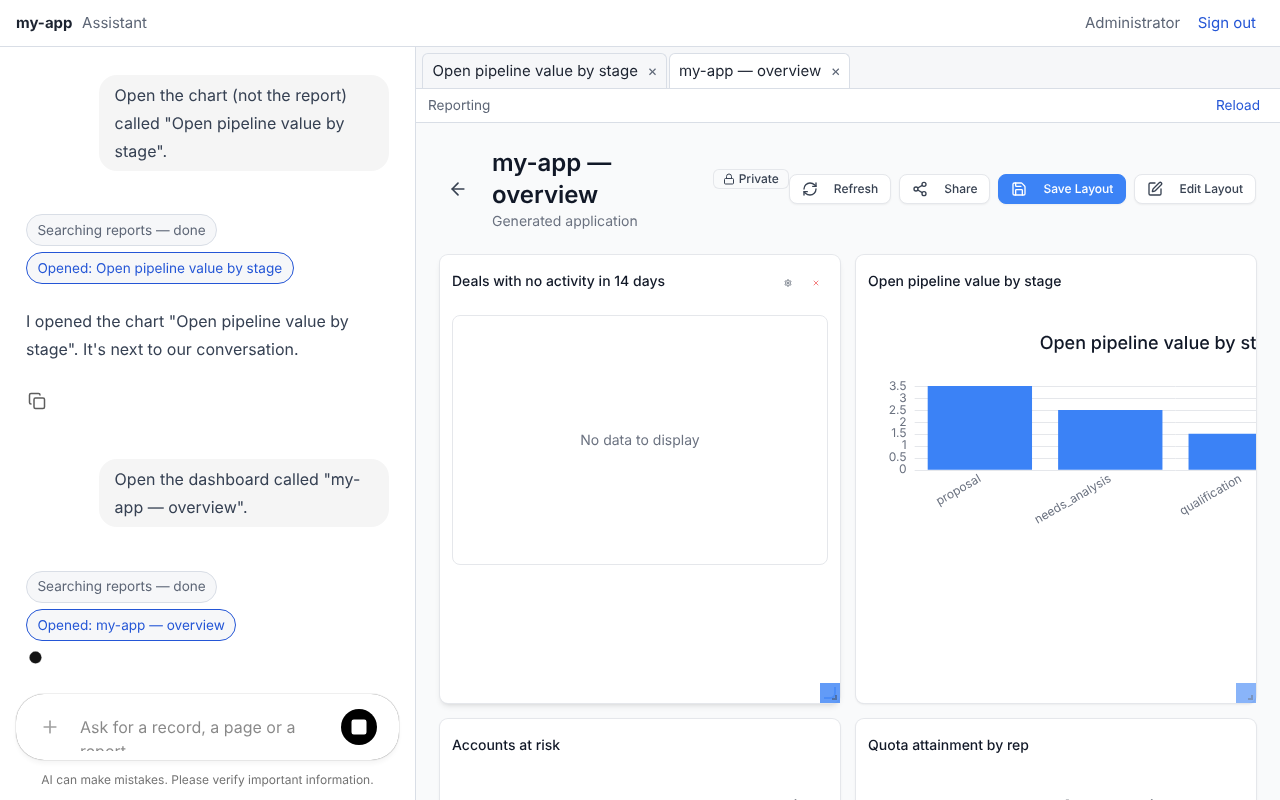 my-app Assistant
Administrator Sign out
Open the chart (not the report)
called "Open pipeline value by
stage".
Searching reports — done
Opened: Open pipeline value by stage
I opened the chart "Open pipeline value by
stage". It's next to our conversation.
Open the dashboard called "my-
app — overview".
Searching reports — done
Opened: my-app — overview
Ask for a record, a page or a
report
AI can make mistakes. Please verify important information.
Open pipeline value by stage ×
my-app — overview ×
Reporting
Reload
my-app —
overview
Generated application
Private
Refresh
Share
Save Layout
Edit Layout
Deals with no activity in 14 days
No data to display
Open pipeline value by stage
Open pipeline value by st
3.5
3
2.5
2
1.5
1
0.5
0
proposal
needs_analysis
qualification
Accounts at risk
Quota attainment by rep